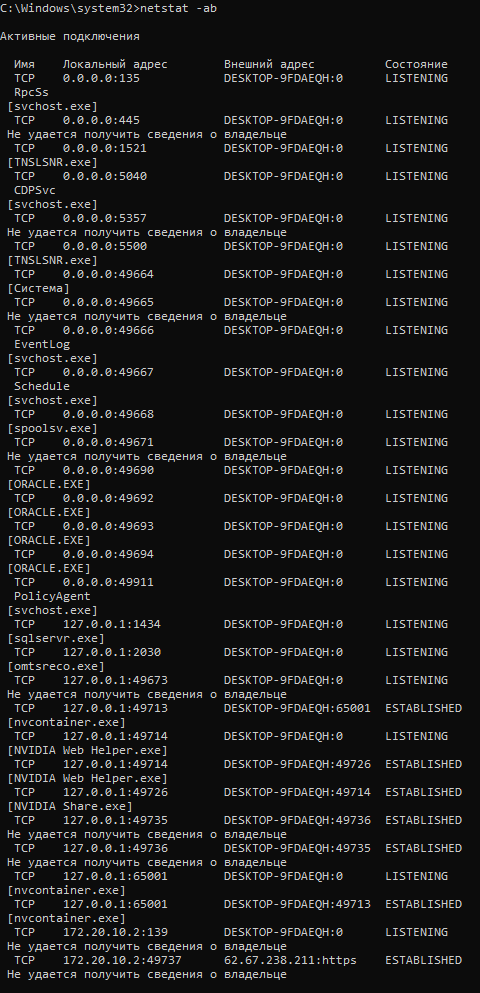 C:\Windows\system32>netstat -ab
Активные подключения
Имя Локальный адрес Внешний адрес Состояние
TCP 0.0.0.0:135 DESKTOP-9FDAEQH:0 LISTENING
RpcSs
[svchost.exe]
TCP 0.0.0.0:445 DESKTOP-9FDAEQH:0 LISTENING
Не удается получить сведения о владельце
TCP 0.0.0.0:1521 DESKTOP-9FDAEQH:0 LISTENING
[TNSLSNR.exe]
TCP 0.0.0.0:5040 DESKTOP-9FDAEQH:0 LISTENING
CDPSvc
[svchost.exe]
TCP 0.0.0.0:5357 DESKTOP-9FDAEQH:0 LISTENING
Не удается получить сведения о владельце
TCP 0.0.0.0:5500 DESKTOP-9FDAEQH:0 LISTENING
[TNSLSNR.exe]
TCP 0.0.0.0:49664 DESKTOP-9FDAEQH:0 LISTENING
[Система]
TCP 0.0.0.0:49665 DESKTOP-9FDAEQH:0 LISTENING
Не удается получить сведения о владельце
TCP 0.0.0.0:49666 DESKTOP-9FDAEQH:0 LISTENING
EventLog
[svchost.exe]
TCP 0.0.0.0:49667 DESKTOP-9FDAEQH:0 LISTENING
Schedule
[svchost.exe]
TCP 0.0.0.0:49668 DESKTOP-9FDAEQH:0 LISTENING
[spoolsv.exe]
TCP 0.0.0.0:49671 DESKTOP-9FDAEQH:0 LISTENING
Не удается получить сведения о владельце
TCP 0.0.0.0:49690 DESKTOP-9FDAEQH:0 LISTENING
[ORACLE.EXE]
TCP 0.0.0.0:49692 DESKTOP-9FDAEQH:0 LISTENING
[ORACLE.EXE]
TCP 0.0.0.0:49693 DESKTOP-9FDAEQH:0 LISTENING
[ORACLE.EXE]
TCP 0.0.0.0:49694 DESKTOP-9FDAEQH:0 LISTENING
[ORACLE.EXE]
TCP 0.0.0.0:49911 DESKTOP-9FDAEQH:0 LISTENING
PolicyAgent
[svchost.exe]
TCP 127.0.0.1:1434 DESKTOP-9FDAEQH:0 LISTENING
[sqlservr.exe]
TCP 127.0.0.1:2030 DESKTOP-9FDAEQH:0 LISTENING
[omtsreco.exe]
TCP 127.0.0.1:49673 DESKTOP-9FDAEQH:0 LISTENING
Не удается получить сведения о владельце
TCP 127.0.0.1:49713 DESKTOP-9FDAEQH:65001 ESTABLISHED
[nvcontainer.exe]
TCP 127.0.0.1:49714 DESKTOP-9FDAEQH:0 LISTENING
[NVIDIA Web Helper.exe]
TCP 127.0.0.1:49714 DESKTOP-9FDAEQH:49726 ESTABLISHED
[NVIDIA Web Helper.exe]
TCP 127.0.0.1:49726 DESKTOP-9FDAEQH:49714 ESTABLISHED
[NVIDIA Share.exe]
TCP 127.0.0.1:49735 DESKTOP-9FDAEQH:49736 ESTABLISHED
Не удается получить сведения о владельце
TCP 127.0.0.1:49736 DESKTOP-9FDAEQH:49735 ESTABLISHED
Не удается получить сведения о владельце
TCP 127.0.0.1:65001 DESKTOP-9FDAEQH:0 LISTENING
[nvcontainer.exe]
TCP 127.0.0.1:65001 DESKTOP-9FDAEQH:49713 ESTABLISHED
[nvcontainer.exe]
TCP 172.20.10.2:139 DESKTOP-9FDAEQH:0 LISTENING
Не удается получить сведения о владельце
TCP 172.20.10.2:49737 62.67.238.211:https ESTABLISHED
Не удается получить сведения о владельце